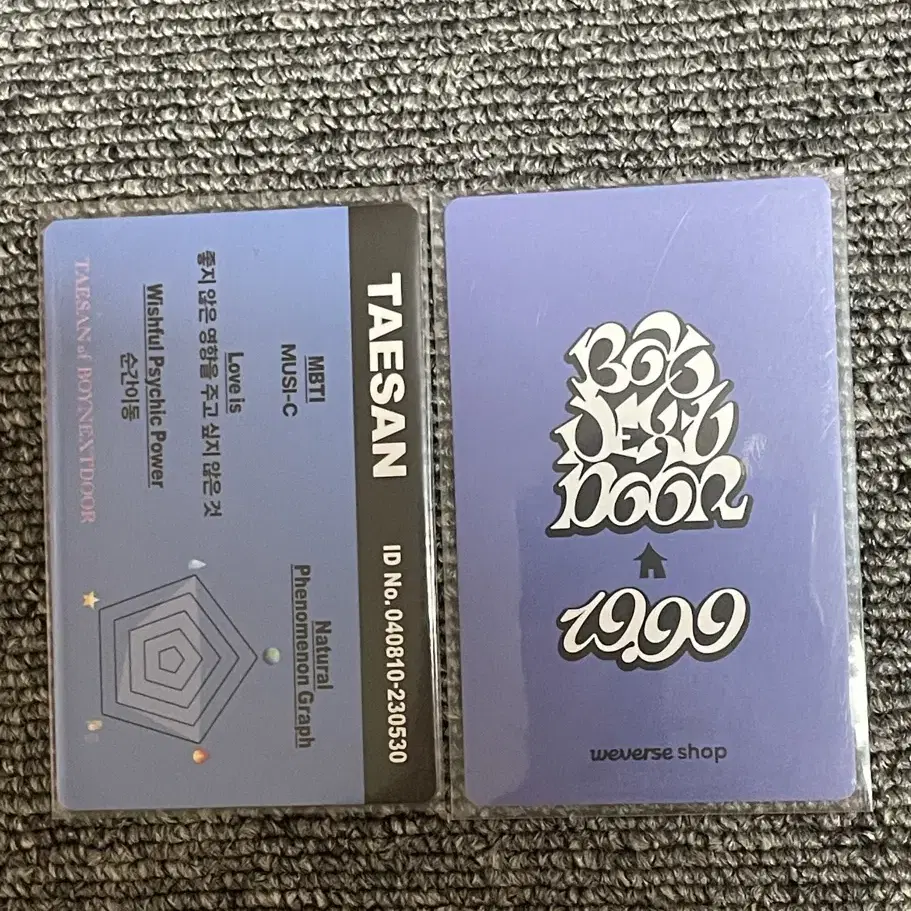 TAESAN
ID No. 040810-230530
MBTI
MUSI-C
Love is
좋지 않은 영향을 주고 싶지 않은 것
Wishful Psychic Power
순간이동
Natural
Phenomenon Graph
TAESAN of BOYNEXTDOOR
BOY
NEXT
DOOR
19.99
weverse shop